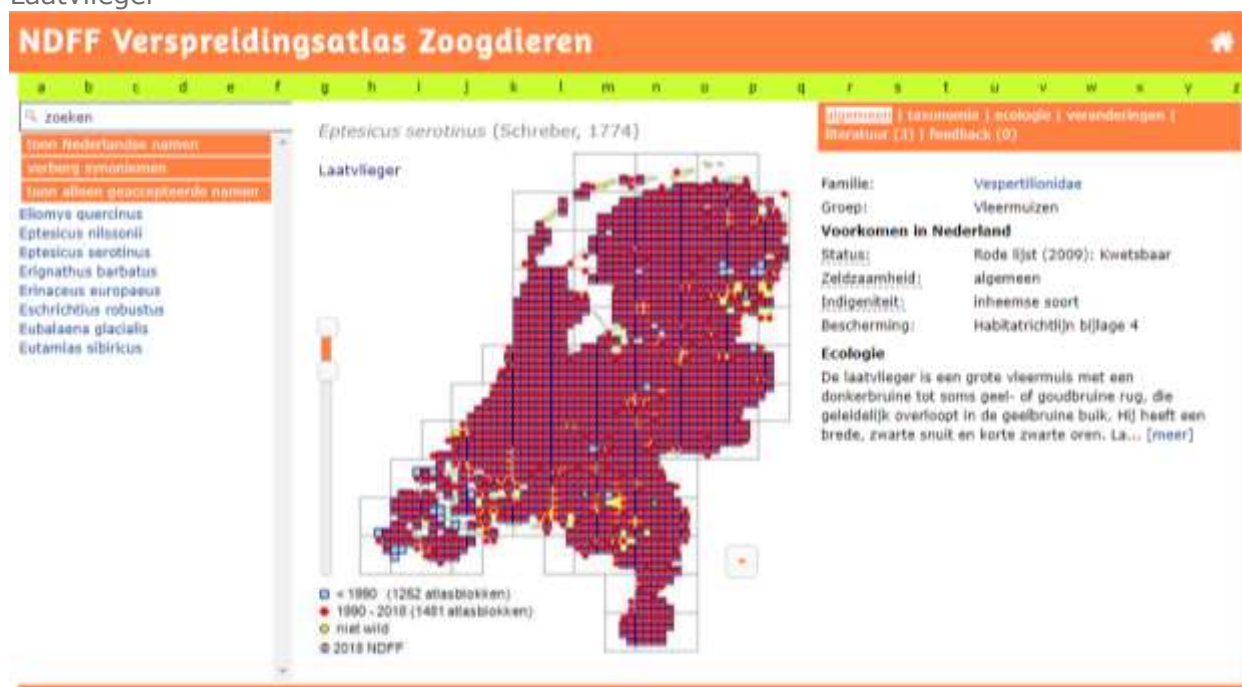 Laatvlieger
NDFF Verspreidingsatlas Zoogdieren
a b c d e f g h i j k l m n o p q r s t u v w x y z
zoeken
toon Nederlandse namen
verberg synoniemen
toon alleen geaccepteerde namen
Eliomys quercinus
Eptesicus nilssonii
Eptesicus serotinus
Erignathus barbatus
Erinaceus europaeus
Eschrichtius robustus
Eubalaena glacialis
Eutamias sibiricus
Eptesicus serotinus (Schreber, 1774)
Laatvlieger
< 1990 (1262 atlasblokken)
1990 - 2018 (1481 atlasblokken)
niet wild
© 2018 NDFF
algemeen | taxonomie | ecologie | veranderingen |
literatuur (3) | feedback (0)
Familie: Vespertilionidae
Groep: Vleermuizen
Voorkomen in Nederland
Status: Rode lijst (2009): Kwetsbaar
Zeldzaamheid: algemeen
Indigeniteit: inheemse soort
Bescherming: Habitatrichtlijn bijlage 4
Ecologie
De laatvlieger is een grote vleermuis met een
donkerbruine tot soms geel- of goudbruine rug, die
geleidelijk overloopt in de geelbruine buik. Hij heeft een
brede, zwarte snuit en korte zwarte oren. La... [meer]